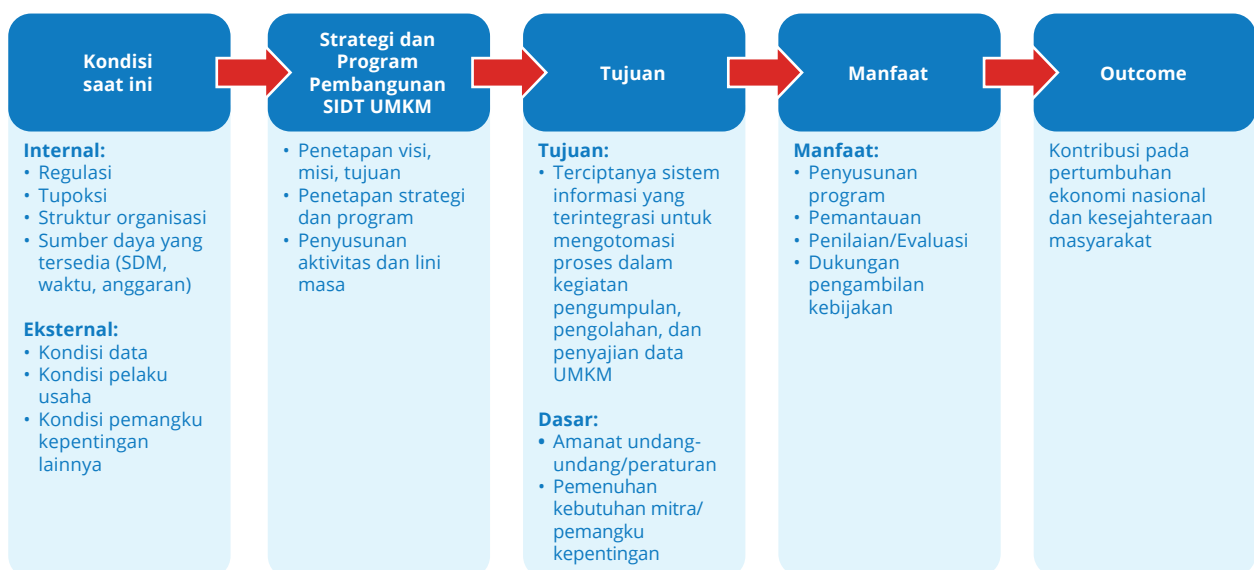 Kondisi
saat ini
Strategi dan
Program
Pembangunan
SIDT UMKM
Tujuan
Manfaat
Outcome
Internal:
• Regulasi
• Tupoksi
• Struktur organisasi
• Sumber daya yang
tersedia (SDM,
waktu, anggaran)
Eksternal:
• Kondisi data
• Kondisi pelaku
usaha
• Kondisi pemangku
kepentingan
lainnya
• Penetapan visi,
misi, tujuan
• Penetapan strategi
dan program
• Penyusunan
aktivitas dan lini
masa
Tujuan:
• Terciptanya sistem
informasi yang
terintegrasi untuk
mengotomasi
proses dalam
kegiatan
pengumpulan,
pengolahan, dan
penyajian data
UMKM
Dasar:
• Amanat undang-
undang/peraturan
• Pemenuhan
kebutuhan mitra/
pemangku
kepentingan
Manfaat:
• Penyusunan
program
• Pemantauan
• Penilaian/Evaluasi
• Dukungan
pengambilan
kebijakan
Kontribusi pada
pertumbuhan
ekonomi nasional
dan kesejahteraan
masyarakat